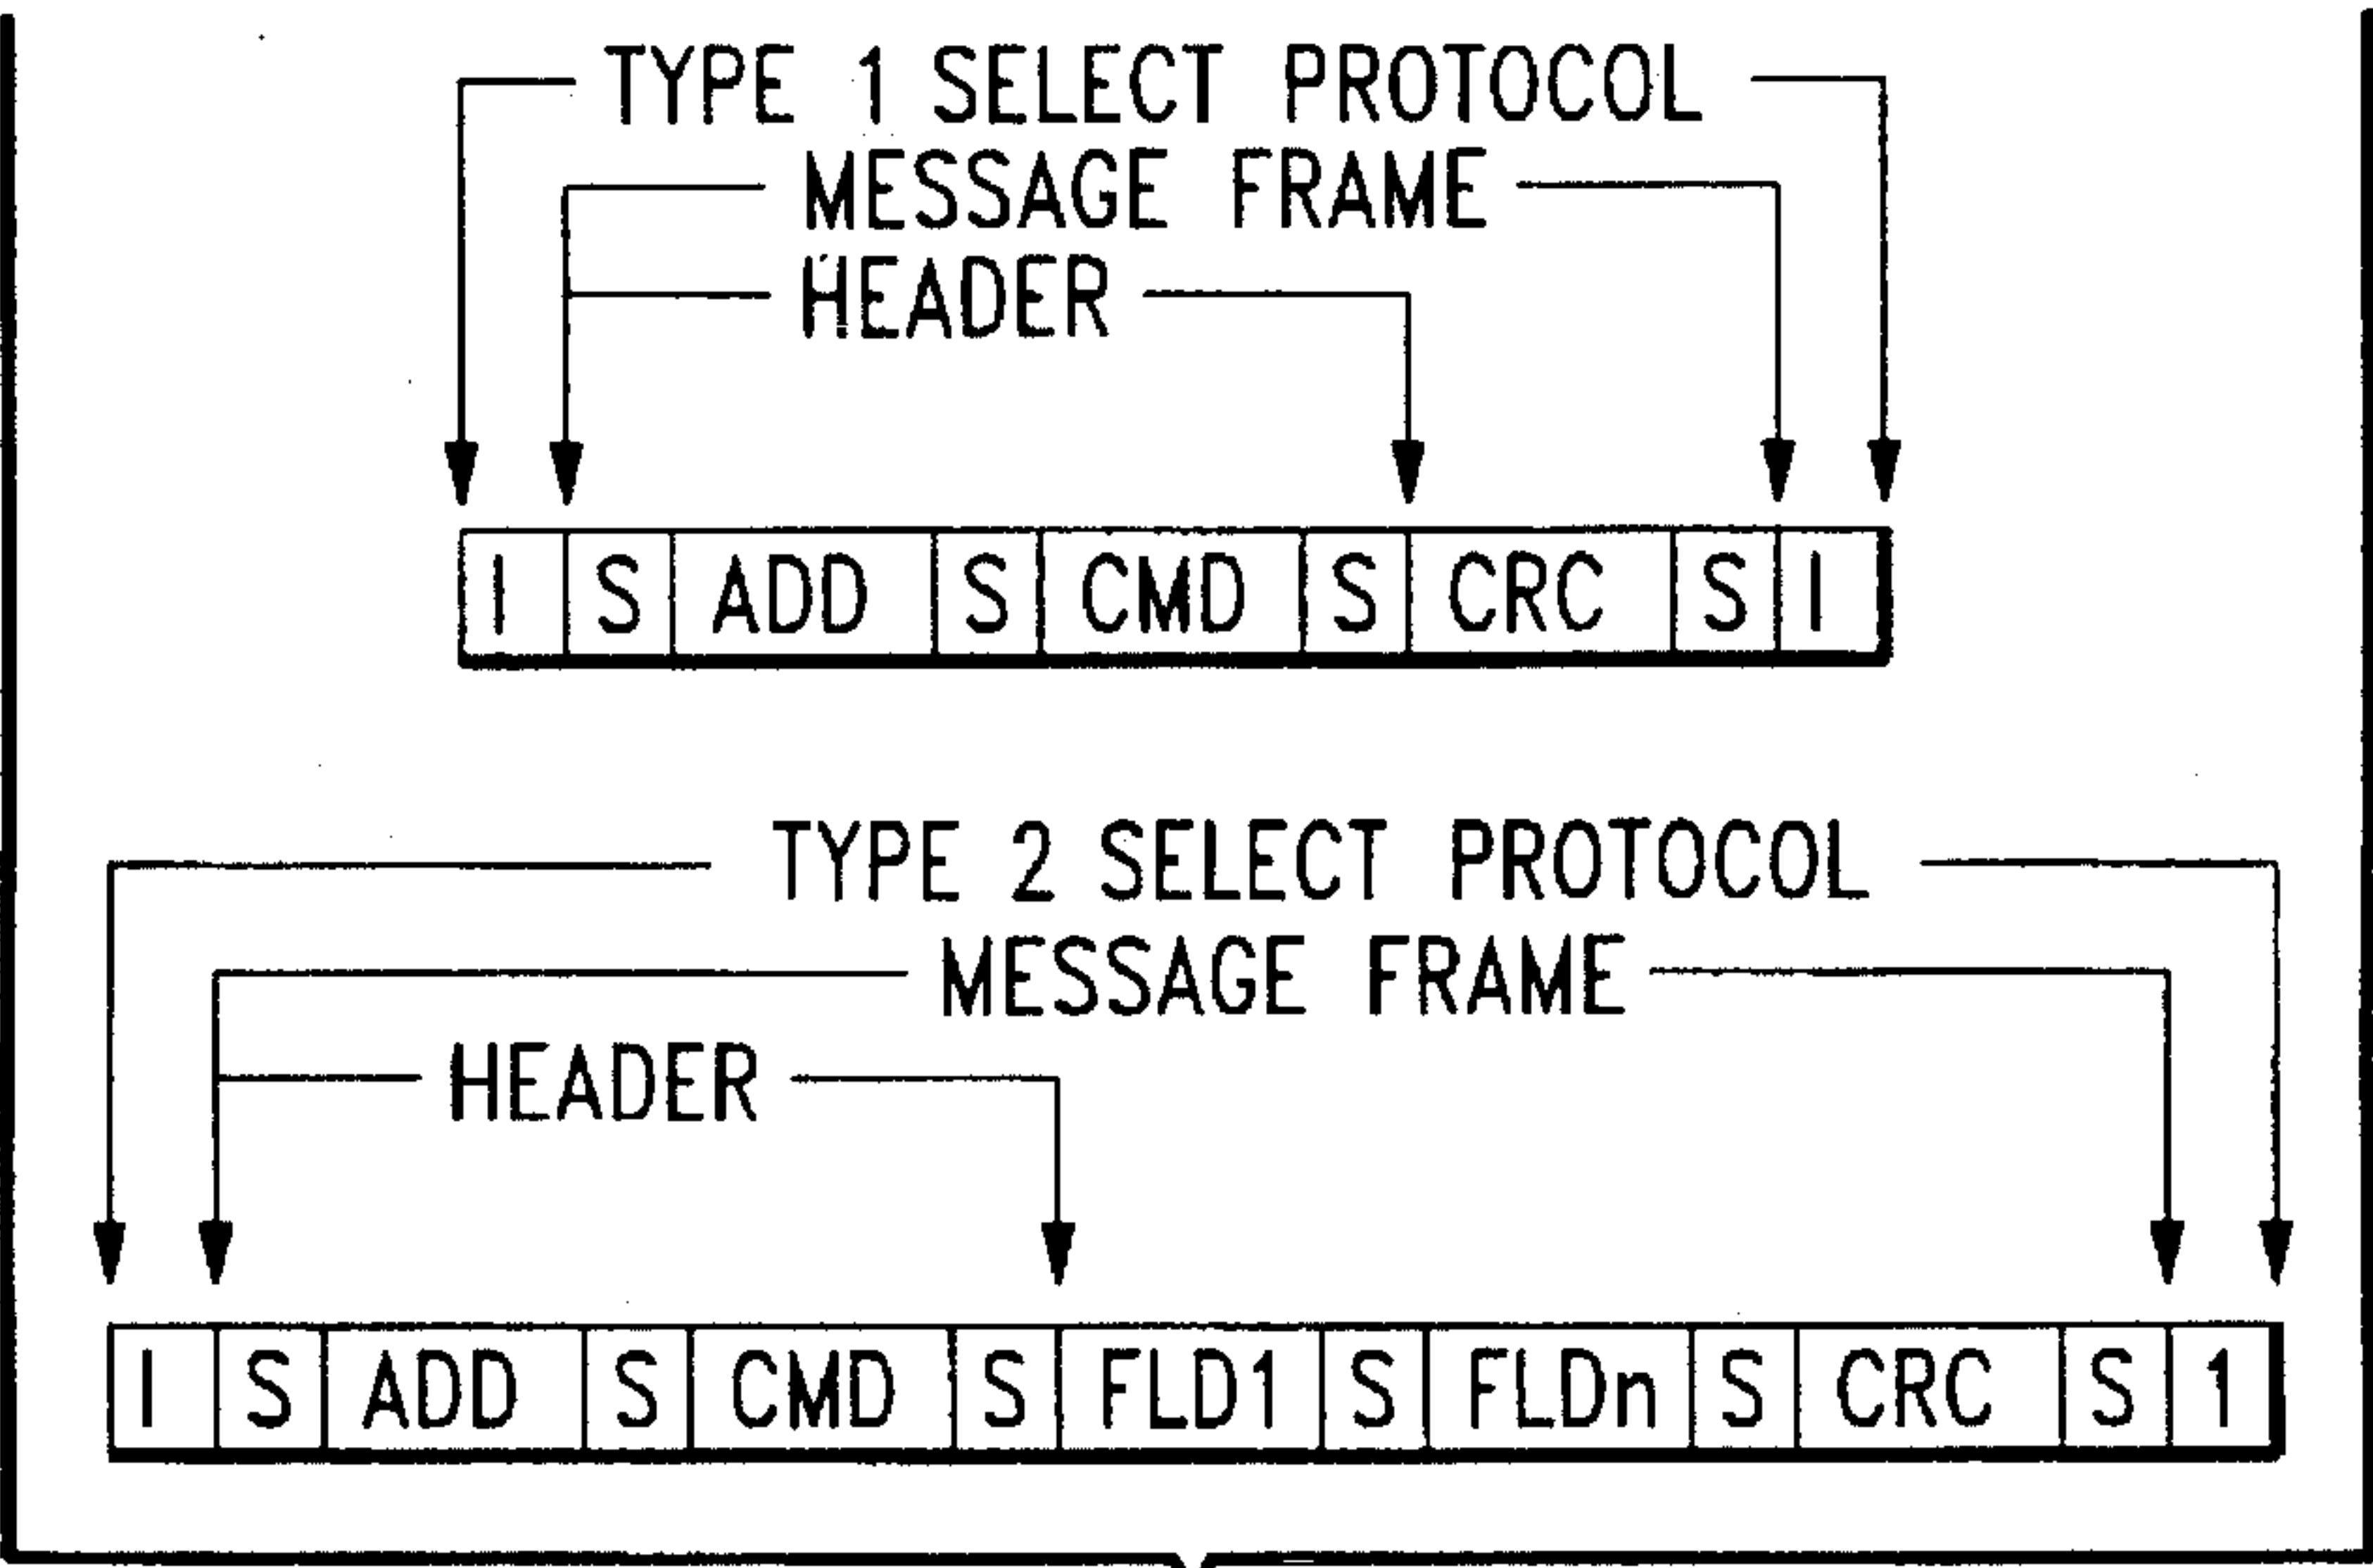 TYPE 1 SELECT PROTOCOL
MESSAGE FRAME
HEADER
I S ADD S CMD S CRC S I
TYPE 2 SELECT PROTOCOL
MESSAGE FRAME
HEADER
I S ADD S CMD S FLD1 S FLDn S CRC S 1